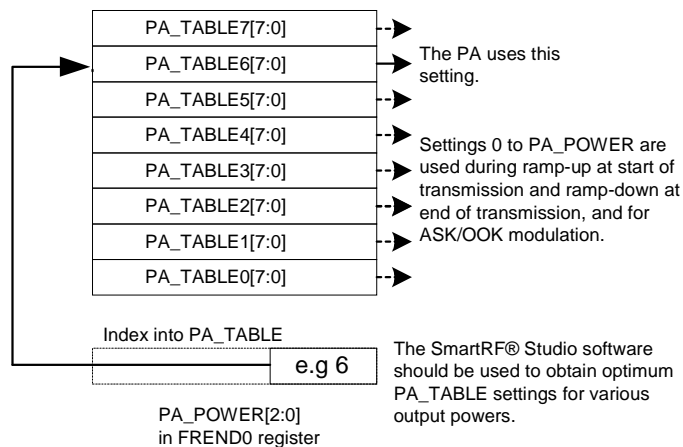 PA_TABLE7[7:0]
PA_TABLE6[7:0]
The PA uses this
setting.
PA_TABLE5[7:0]
PA_TABLE4[7:0]
PA_TABLE3[7:0]
PA_TABLE2[7:0]
PA_TABLE1[7:0]
PA_TABLE0[7:0]
Settings 0 to PA_POWER are
used during ramp-up at start of
transmission and ramp-down at
end of transmission, and for
ASK/OOK modulation.
Index into PA_TABLE
e.g 6
PA_POWER[2:0]
in FREND0 register
The SmartRF® Studio software
should be used to obtain optimum
PA_TABLE settings for various
output powers.